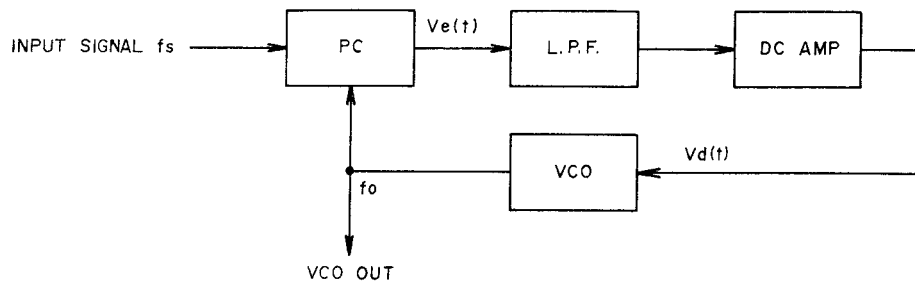 INPUT SIGNAL fs
PC
Ve(t)
L.P.F.
DC AMP
VCO
Vd(t)
fo
VCO OUT